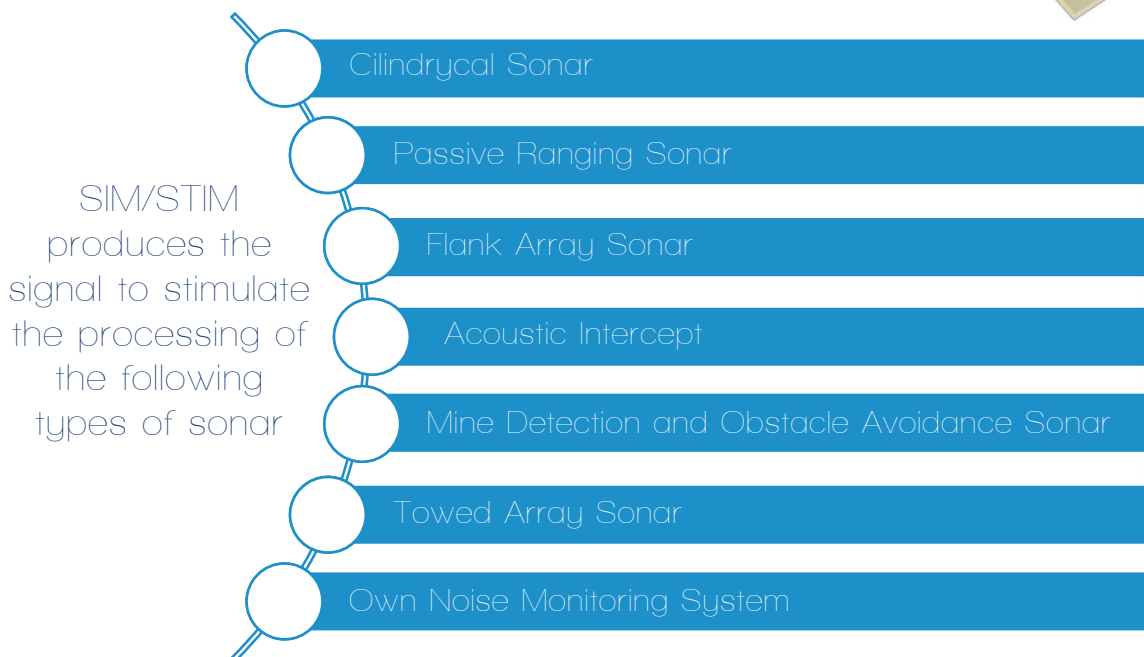 SIM/STIM
produces the
signal to stimulate
the processing of
the following
types of sonar
Cilindrycal Sonar
Passive Ranging Sonar
Flank Array Sonar
Acoustic Intercept
Mine Detection and Obstacle Avoidance Sonar
Towed Array Sonar
Own Noise Monitoring System